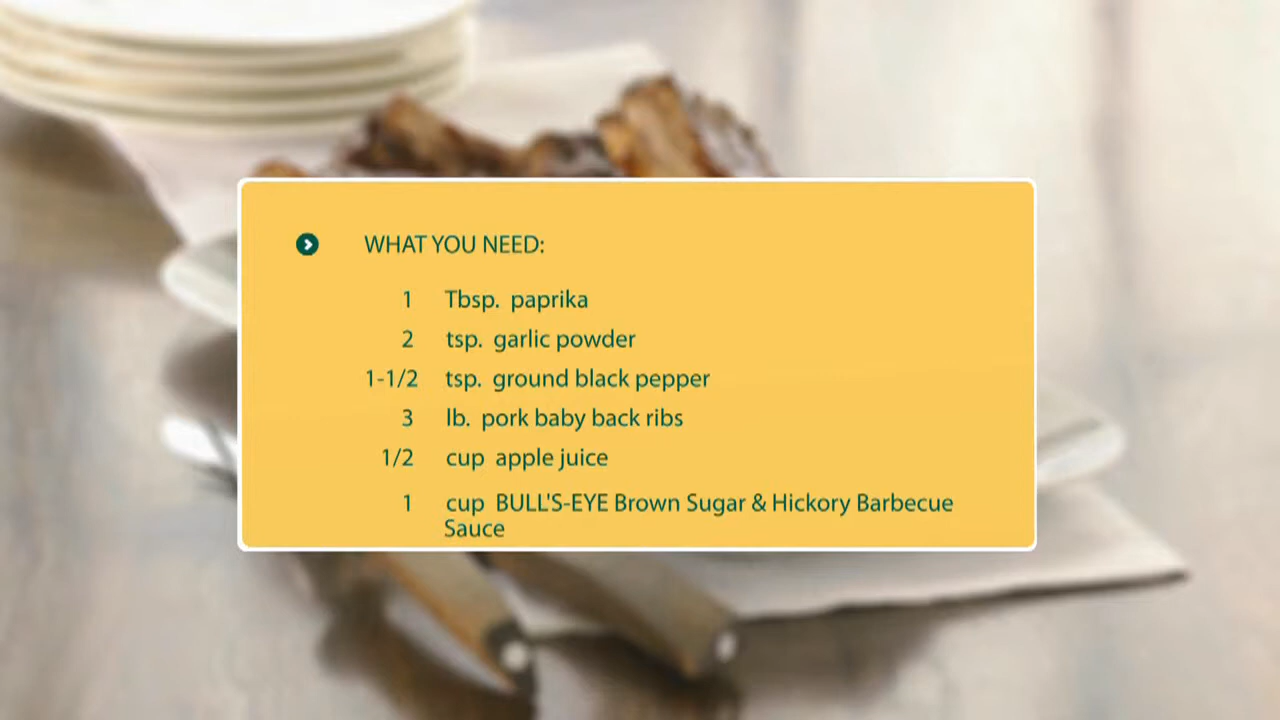 WHAT YOU NEED:
1 Tbsp. paprika
2 tsp. garlic powder
1-1/2 tsp. ground black pepper
3 lb. pork baby back ribs
1/2 cup apple juice
1 cup BULL'S-EYE Brown Sugar & Hickory Barbecue
Sauce